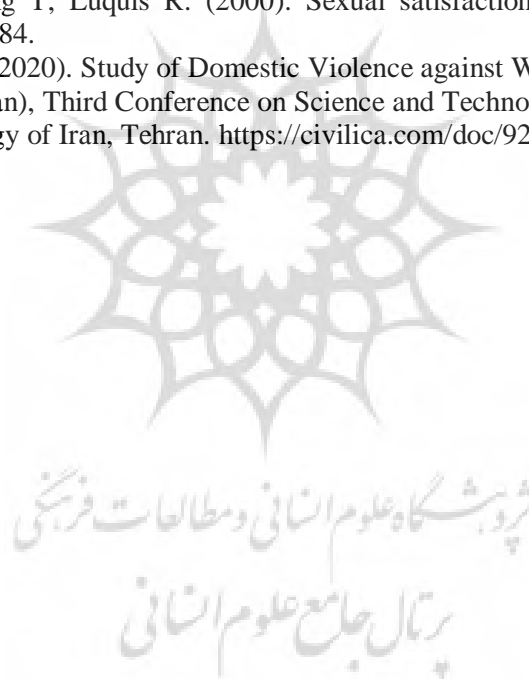 g T, Luquis R. (2000). Sexual satisfaction
84.
2020). Study of Domestic Violence against W
an), Third Conference on Science and Techno
gy of Iran, Tehran. https://civilica.com/doc/92
پژوهشگاه علوم انسانی و مطالعات فرهنگی
پرتال جامع علوم انسانی